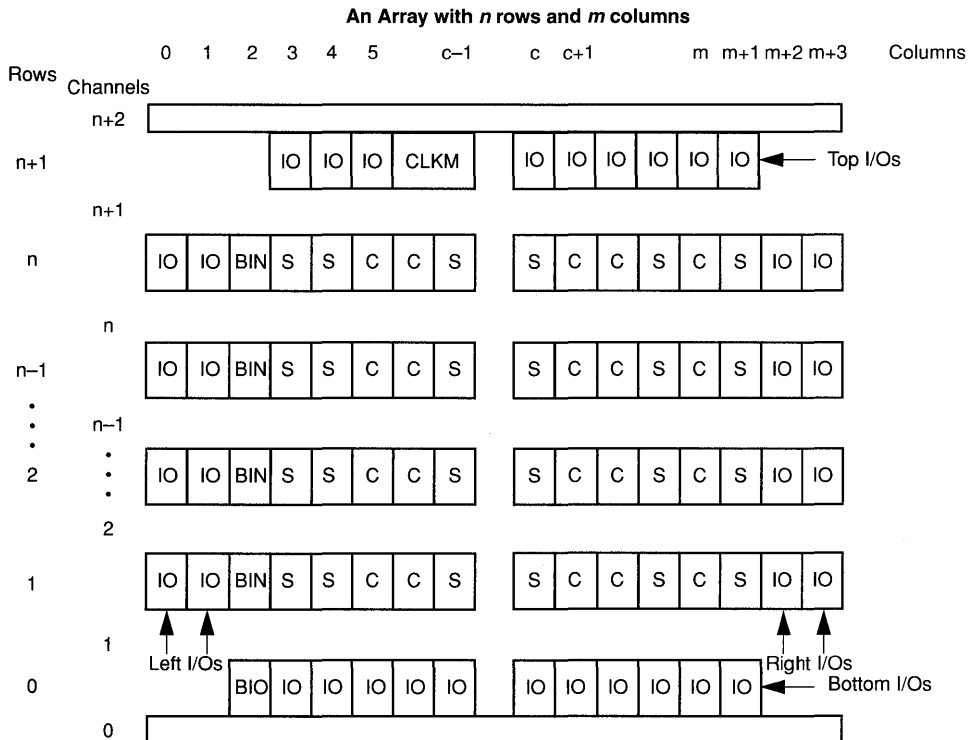 An Array with n rows and m columns
0 1 2 3 4 5 c–1 c c+1 m m+1 m+2 m+3 Columns
Rows
Channels
n+2
n+1 IO IO IO CLKM IO IO IO IO IO IO Top I/Os
n+1
n IO IO BIN S S C C S S C C S C S IO IO
n
n–1 IO IO BIN S S C C S S C C S C S IO IO
n–1
2 IO IO BIN S S C C S S C C S C S IO IO
2
1 IO IO BIN S S C C S S C C S C S IO IO
1
Left I/Os Right I/Os
0 BIO IO IO IO IO IO IO IO IO IO IO IO Bottom I/Os
0